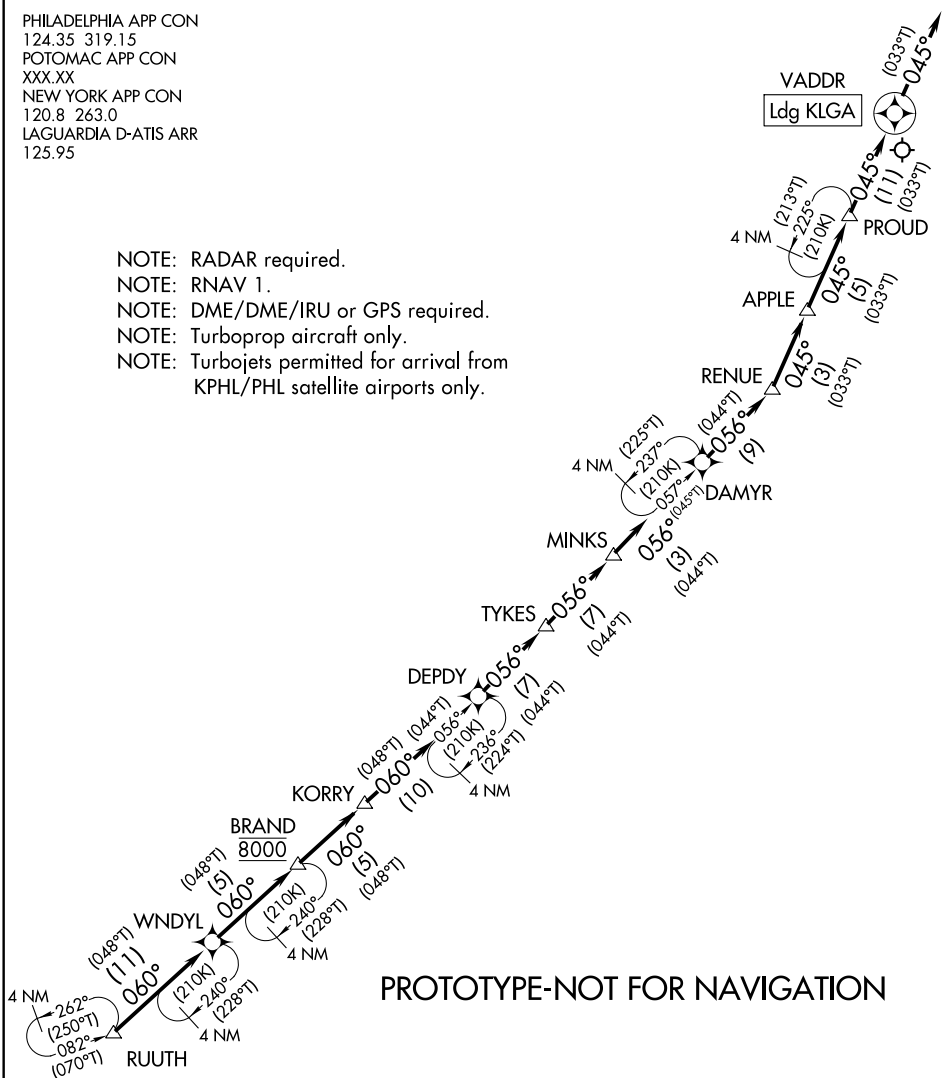 PHILADELPHIA APP CON
124.35 319.15
POTOMAC APP CON
XXX.XX
NEW YORK APP CON
120.8 263.0
LAGUARDIA D-ATIS ARR
125.95
NOTE: RADAR required.
NOTE: RNAV 1.
NOTE: DME/DME/IRU or GPS required.
NOTE: Turboprop aircraft only.
NOTE: Turbojets permitted for arrival from
KPHL/PHL satellite airports only.
(033°T)
045°
VADDR
Ldg KLGA
045°
(11)
(033°T)
(213°T)
225°
(210K)
4 NM
PROUD
APPLE
045°
(5)
(033°T)
RENUE
045°
(3)
(033°T)
(044°T)
056°
(9)
(225°T)
237°
4 NM
(210K)
057°
(045°T)
DAMYR
MINKS
056°
(3)
(044°T)
TYKES
056°
(7)
(044°T)
DEPDY
056°
(7)
(044°T)
(044°T)
056°
(210K)
236°
(224°T)
4 NM
(048°T)
060°
(10)
KORRY
BRAND
8000
060°
(5)
(048°T)
(048°T)
(5)
060°
(210K)
240°
(228°T)
4 NM
WNDYL
(048°T)
(11)
060°
(210K)
240°
(228°T)
4 NM
4 NM
262°
(250°T)
082°
(070°T)
RUUTH
PROTOTYPE-NOT FOR NAVIGATION